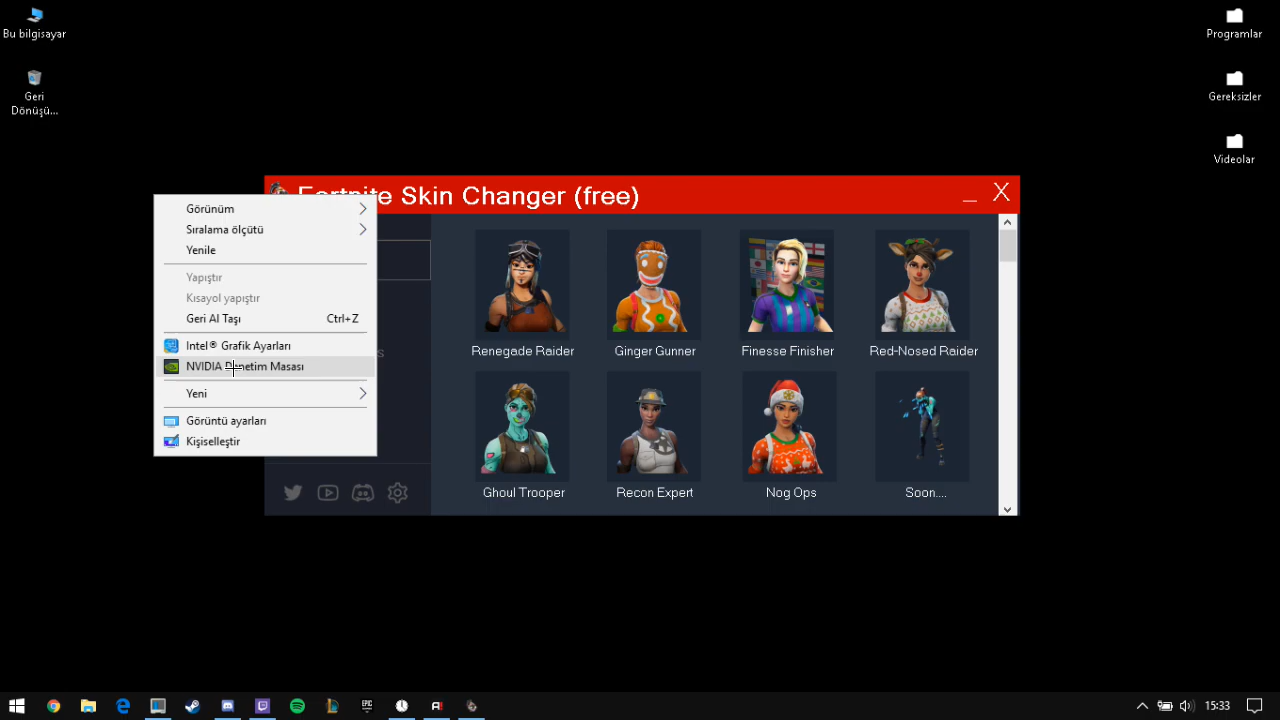 Bu bilgisayar
Geri
Dönüşü...
Programlar
Gereksizler
Videolar
Fortnite Skin Changer (free)
Görünüm
Sıralama ölçütü
Yenile
Yapıştır
Kısayol yapıştır
Geri Al Taşı Ctrl+Z
Intel® Grafik Ayarları
NVIDIA Denetim Masası
Yeni
Görüntü ayarları
Kişiselleştir
Renegade Raider
Ginger Gunner
Finesse Finisher
Red-Nosed Raider
Ghoul Trooper
Recon Expert
Nog Ops
Soon....
EPIC
15:33